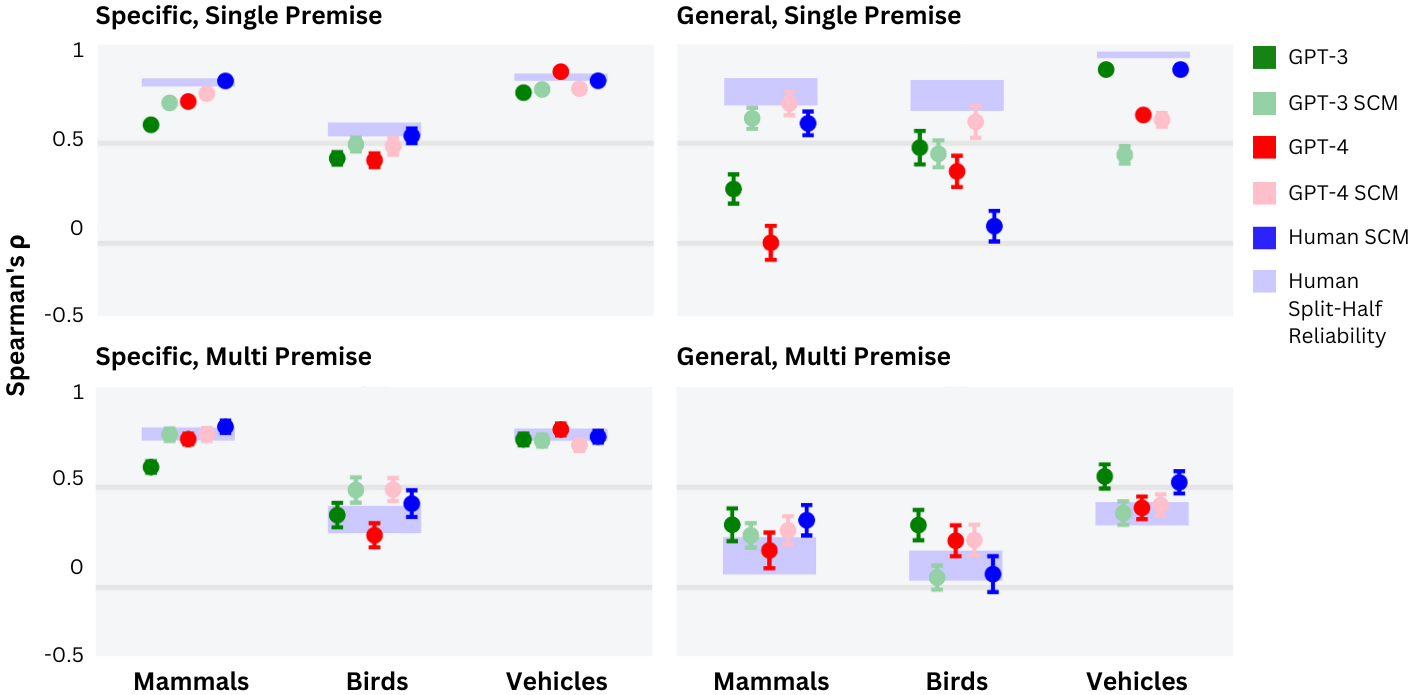 Specific, Single Premise
General, Single Premise
1
0.5
0
-0.5
GPT-3
GPT-3 SCM
GPT-4
GPT-4 SCM
Human SCM
Human
Split-Half
Reliability
Spearman's ρ
Specific, Multi Premise
General, Multi Premise
1
0.5
0
-0.5
Mammals
Birds
Vehicles
Mammals
Birds
Vehicles